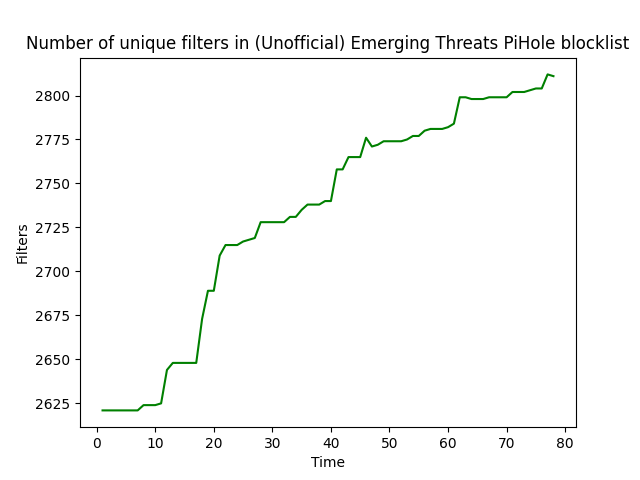 Number of unique filters in (Unofficial) Emerging Threats PiHole blocklist
2800
2775
2750
2725
2700
2675
2650
2625
Filters
0 10 20 30 40 50 60 70 80
Time